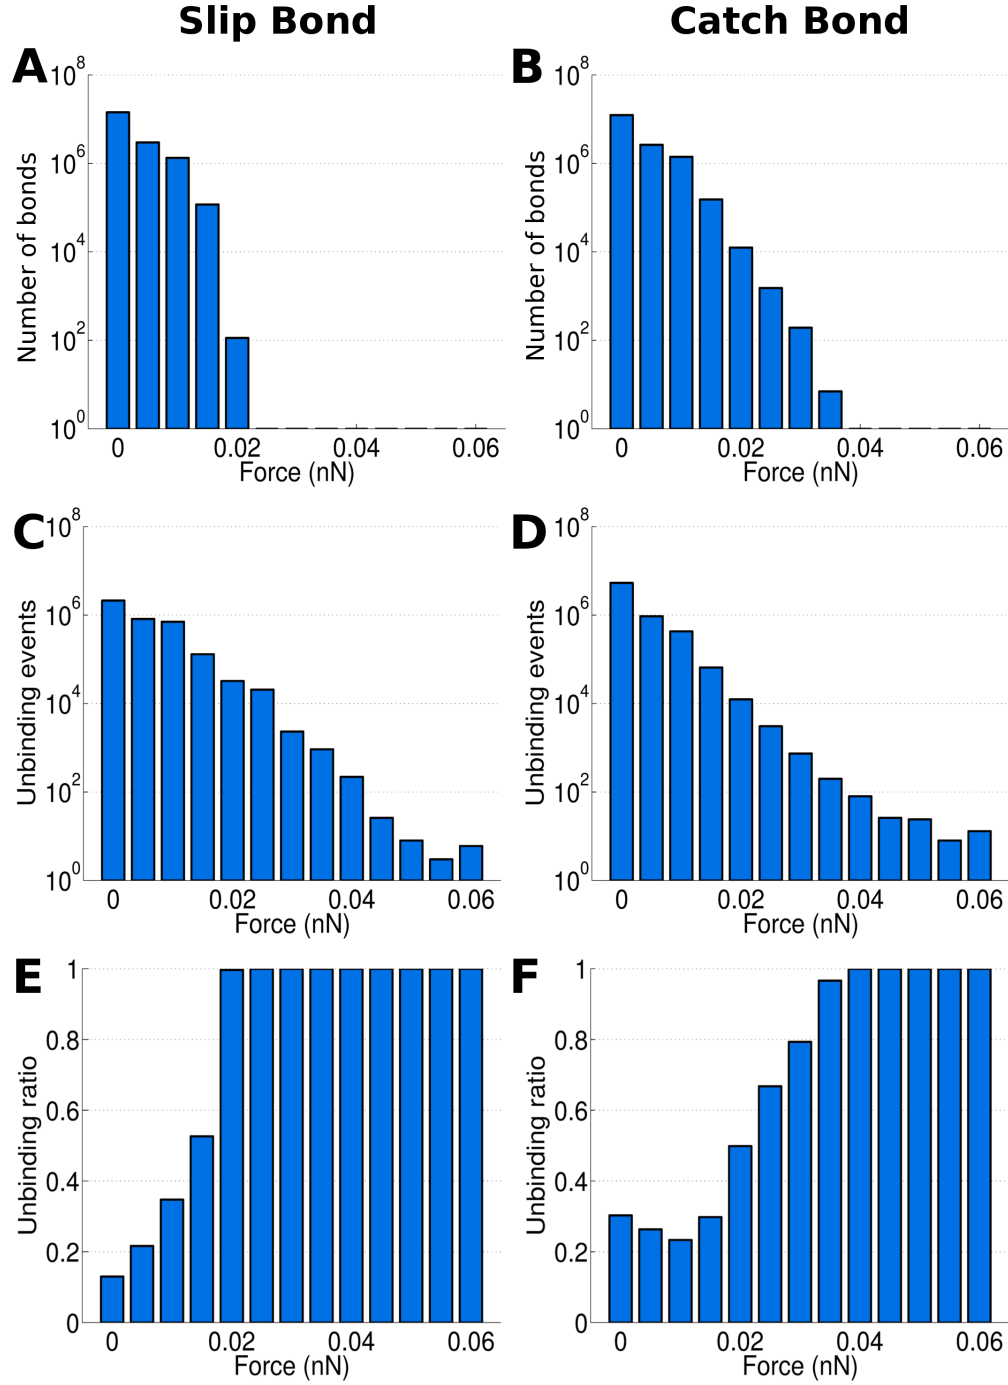 Slip Bond Catch Bond
A B
Number of bonds
10^8
10^6
10^4
10^2
10^0
0 0.02 0.04 0.06
Force (nN)
Number of bonds
10^8
10^6
10^4
10^2
10^0
0 0.02 0.04 0.06
Force (nN)
C D
Unbinding events
10^8
10^6
10^4
10^2
10^0
0 0.02 0.04 0.06
Force (nN)
Unbinding events
10^8
10^6
10^4
10^2
10^0
0 0.02 0.04 0.06
Force (nN)
E F
Unbinding ratio
1
0.8
0.6
0.4
0.2
0
0 0.02 0.04 0.06
Force (nN)
Unbinding ratio
1
0.8
0.6
0.4
0.2
0
0 0.02 0.04 0.06
Force (nN)